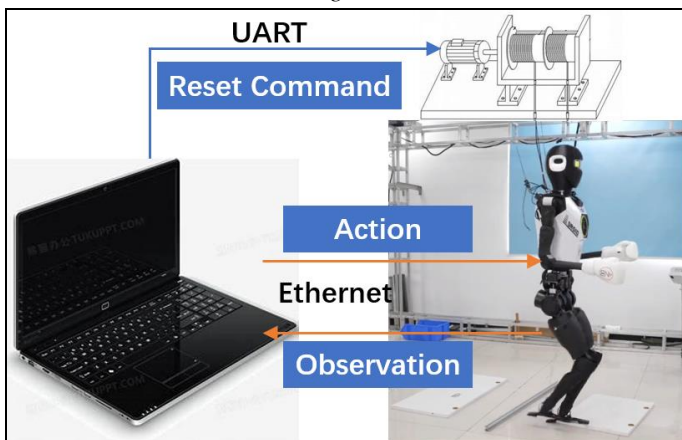 UART
Reset Command
Action
Ethernet
Observation